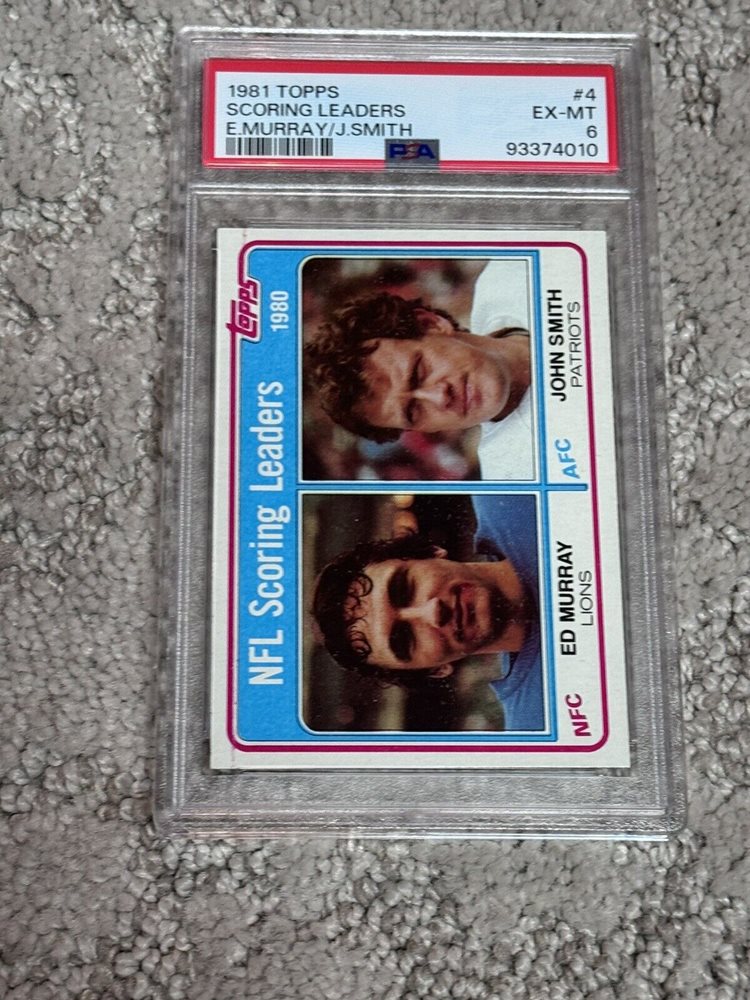 1981 TOPPS #4
SCORING LEADERS EX-MT
E.MURRAY/J.SMITH 6
PSA 93374010
NFL Scoring Leaders 1980 topps
NFC ED MURRAY AFC JOHN SMITH
LIONS PATRIOTS